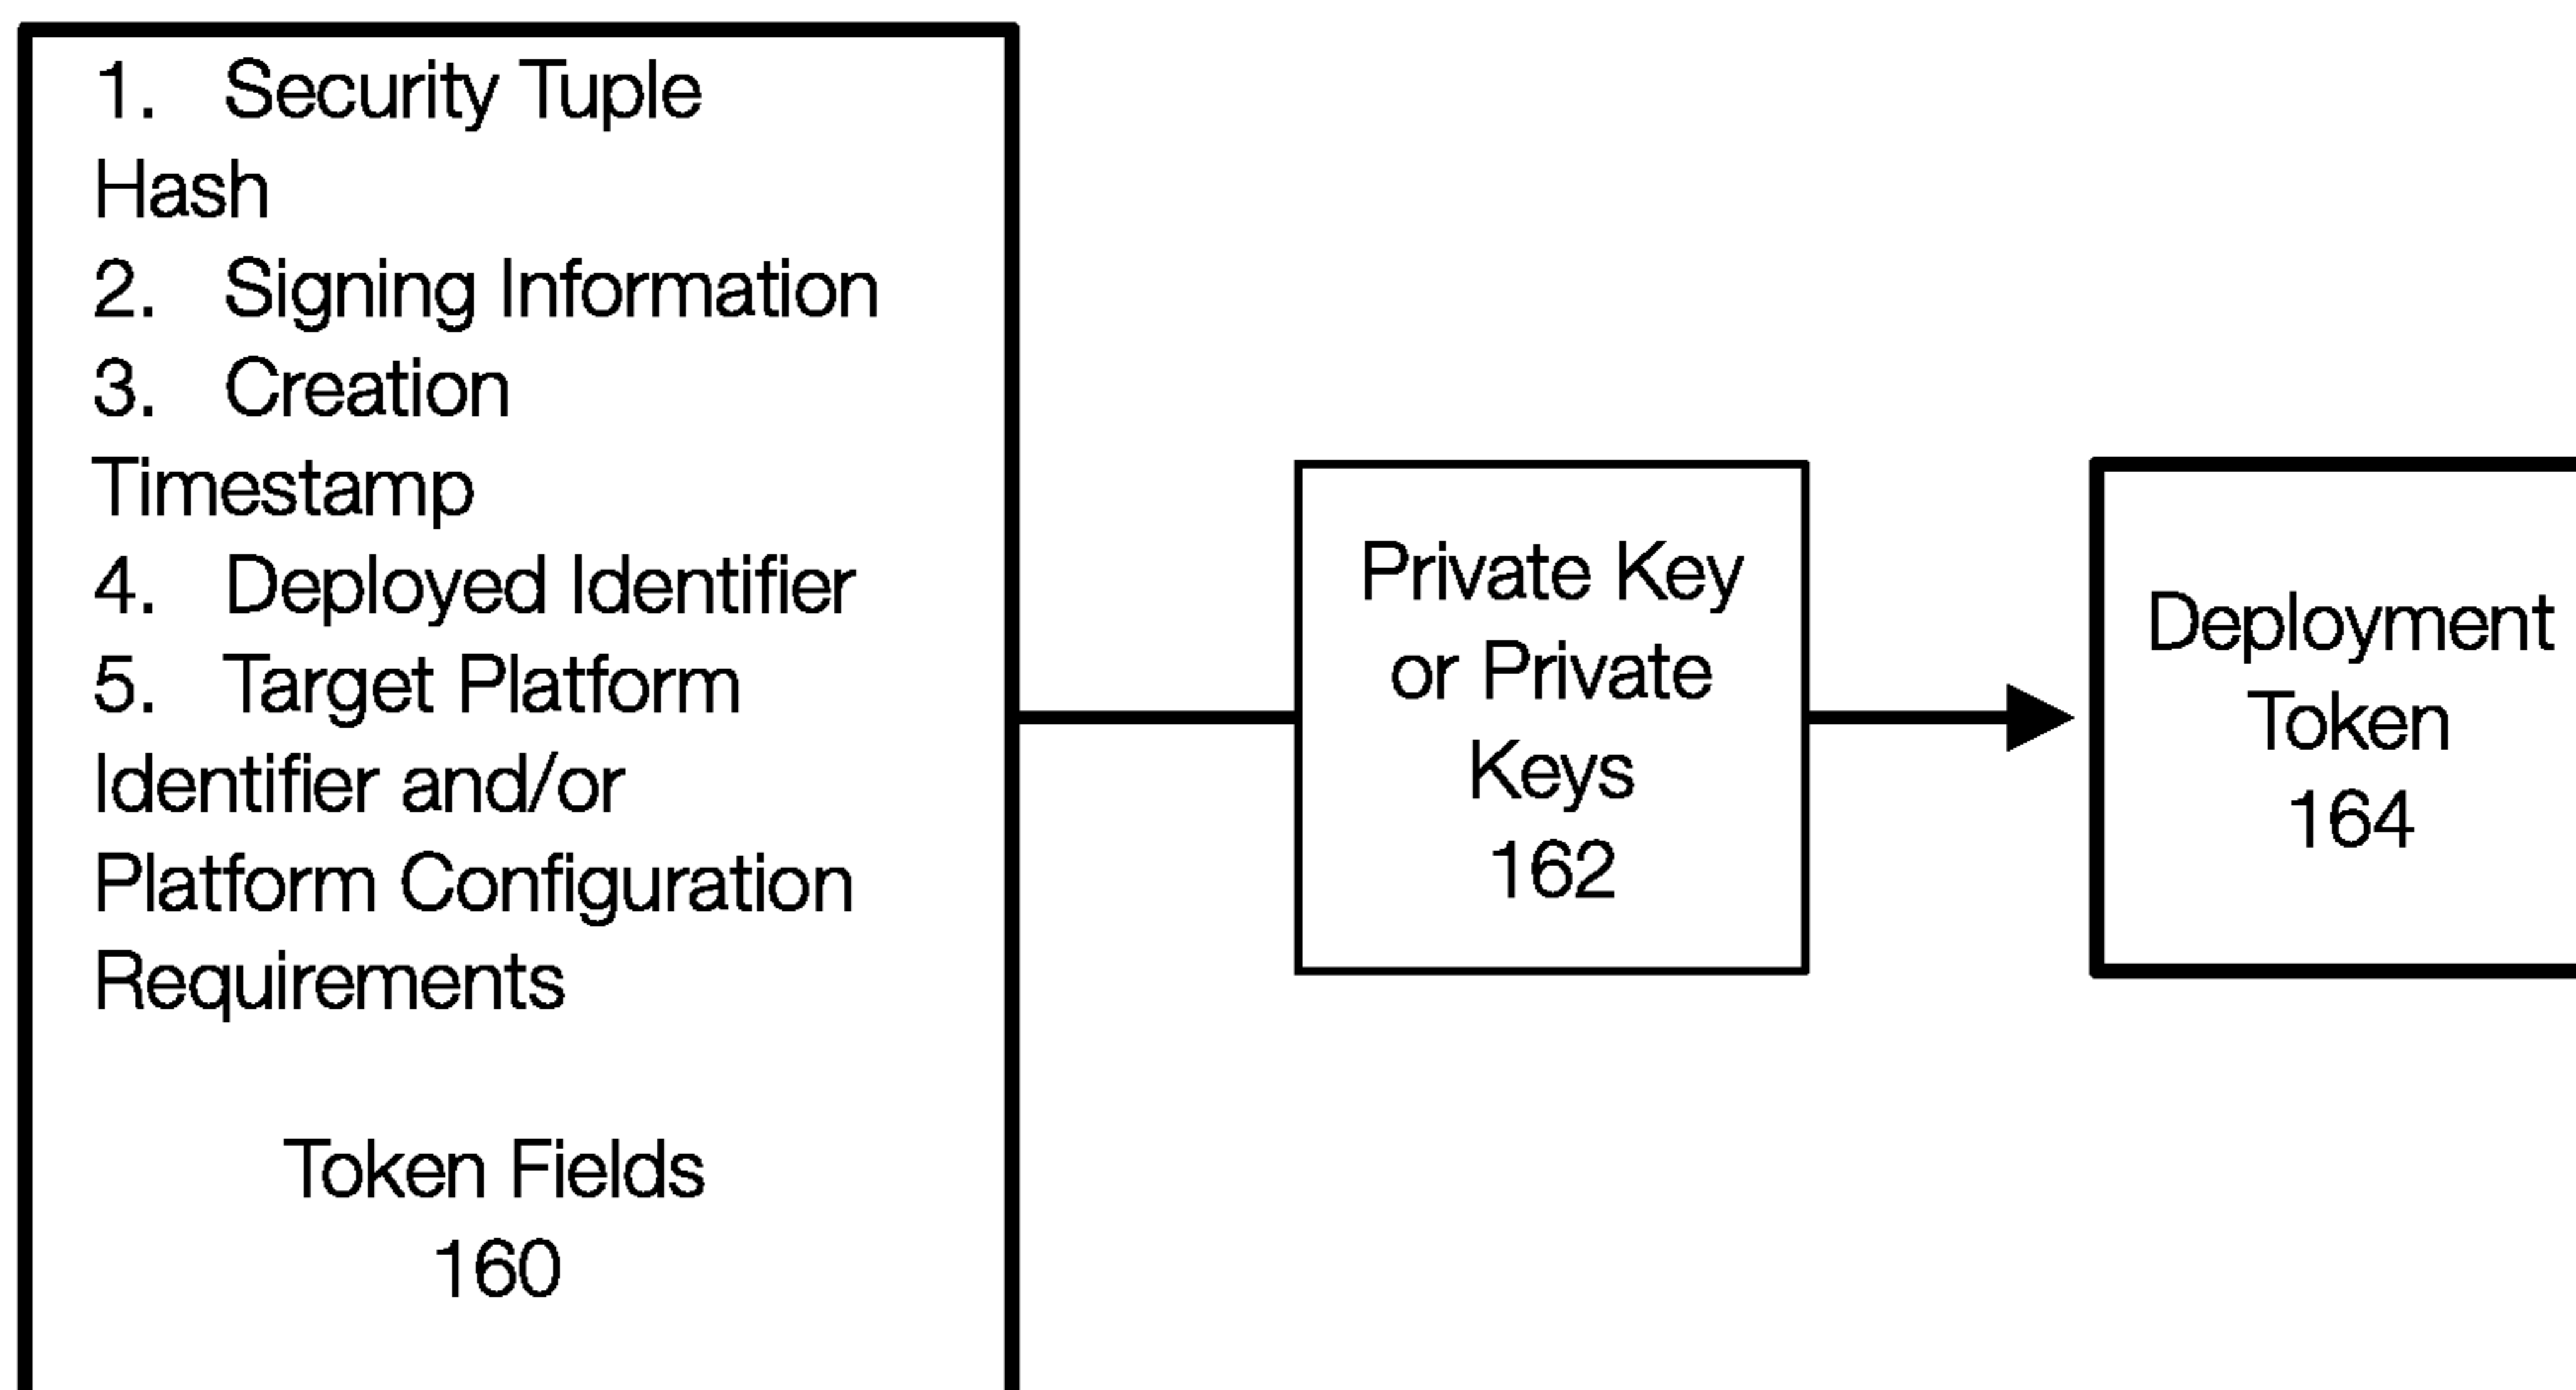 1. Security Tuple
Hash
2. Signing Information
3. Creation
Timestamp
4. Deployed Identifier
5. Target Platform
Identifier and/or
Platform Configuration
Requirements
Token Fields
160
Private Key
or Private
Keys
162
Deployment
Token
164